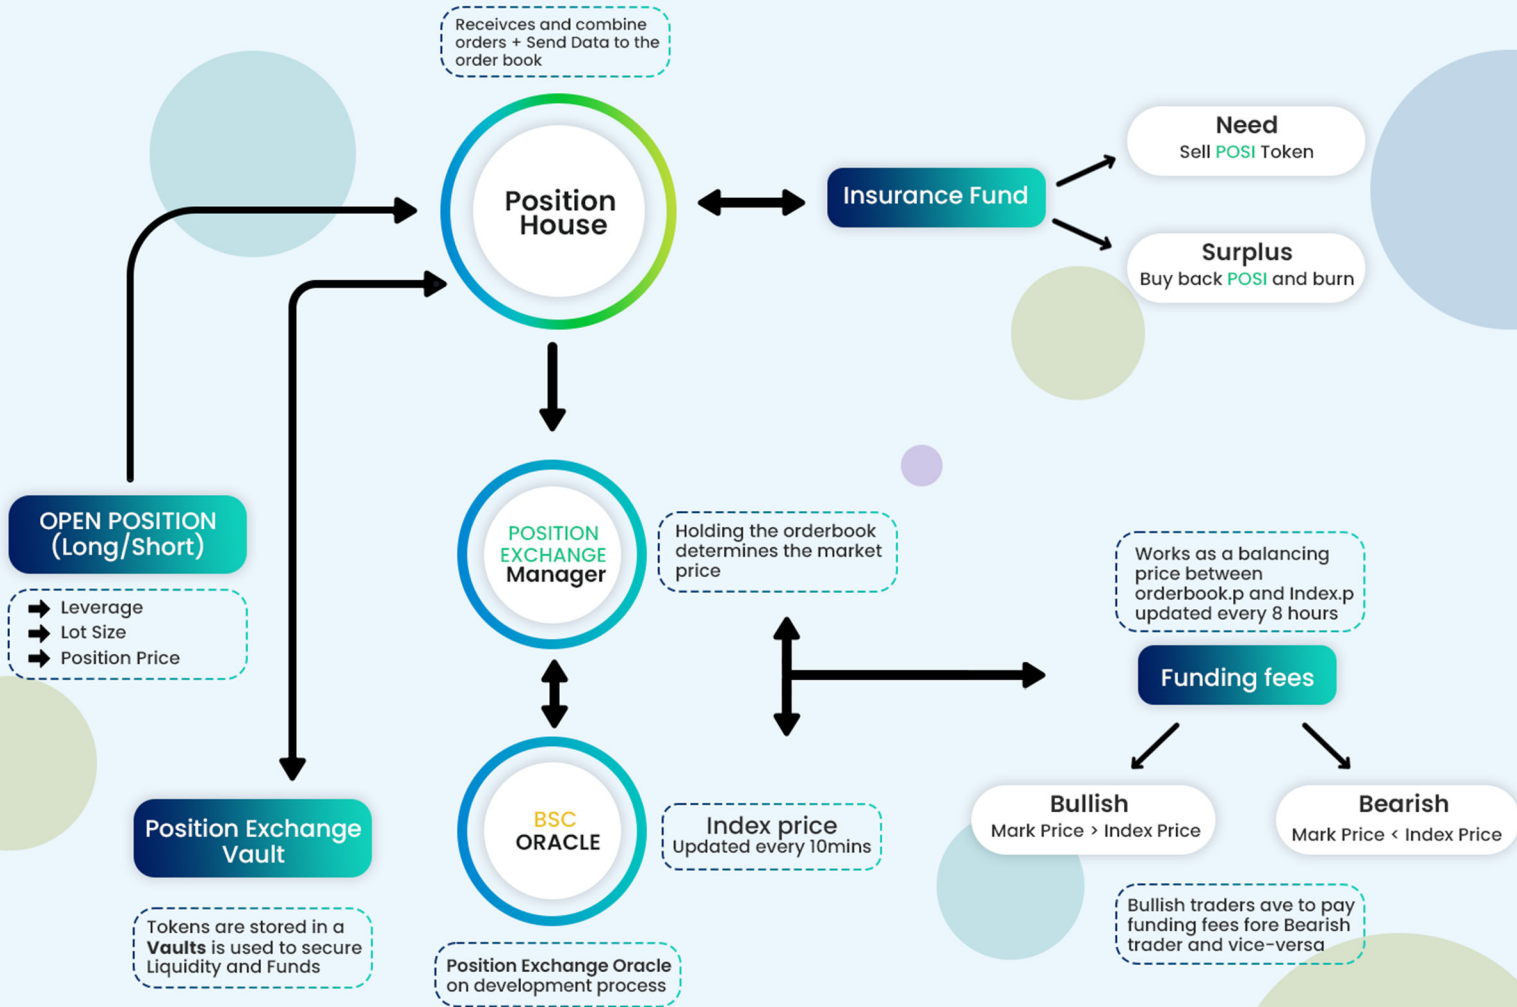 Receivces and combine
orders + Send Data to the
order book
Position
House
Insurance Fund
Need
Sell POSI Token
Surplus
Buy back POSI and burn
OPEN POSITION
(Long/Short)
Leverage
Lot Size
Position Price
POSITION
EXCHANGE
Manager
Holding the orderbook
determines the market
price
Works as a balancing
price between
orderbook.p and Index.p
updated every 8 hours
Funding fees
Bullish
Mark Price > Index Price
Bearish
Mark Price < Index Price
Bullish traders ave to pay
funding fees fore Bearish
trader and vice-versa
Position Exchange
Vault
Tokens are stored in a
Vaults is used to secure
Liquidity and Funds
BSC
ORACLE
Index price
Updated every 10mins
Position Exchange Oracle
on development process